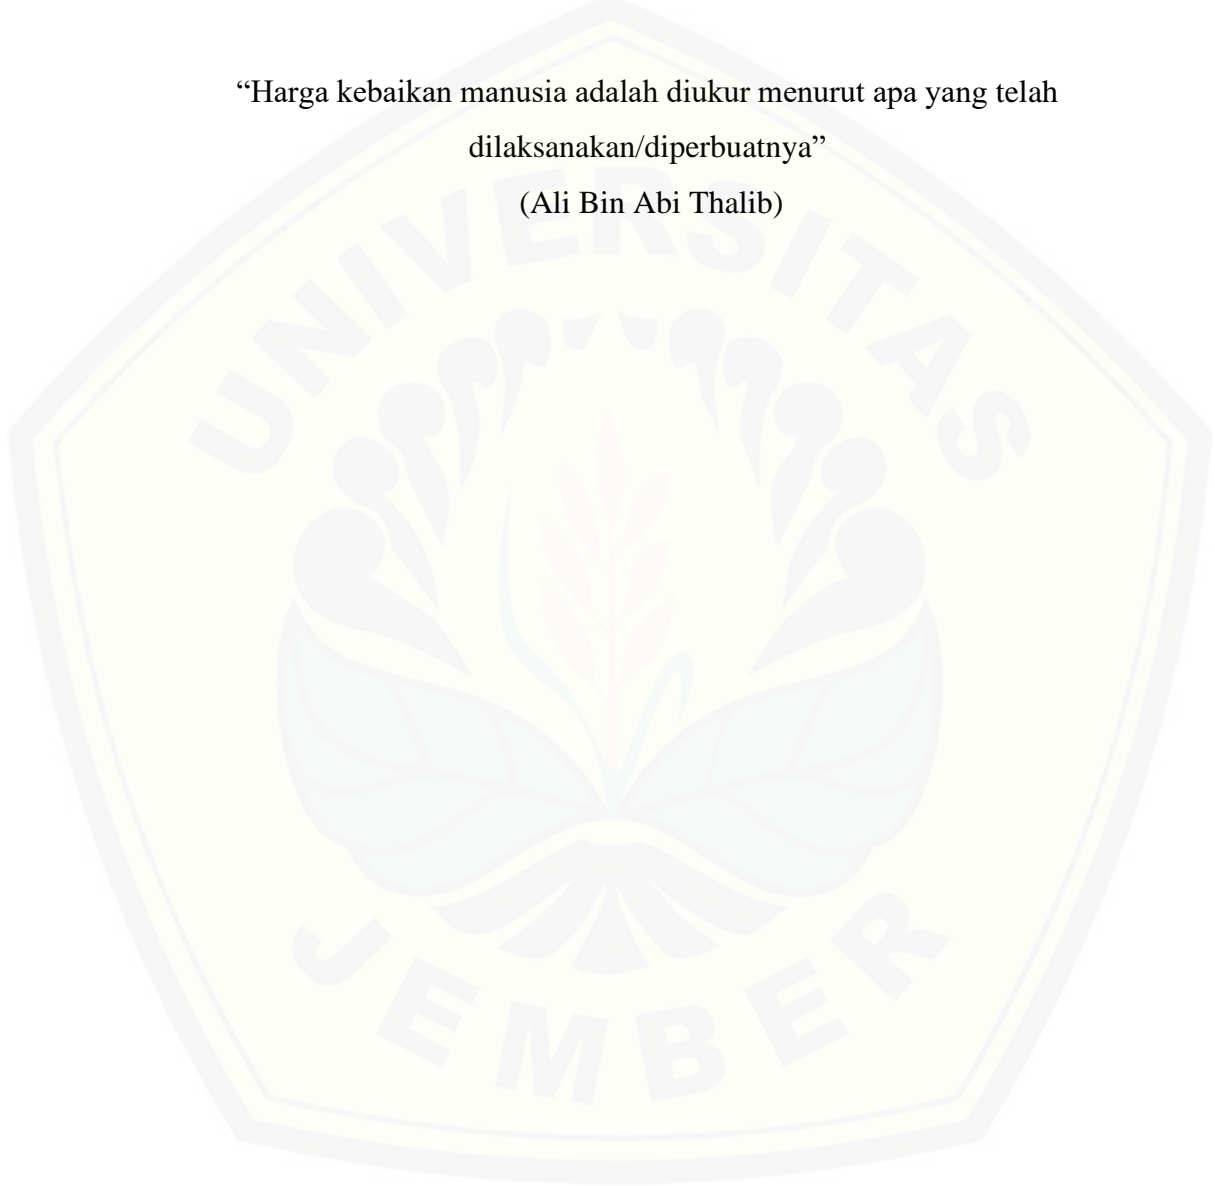 “Harga kebaikan manusia adalah diukur menurut apa yang telah
dilaksanakan/diperbuatnya”
(Ali Bin Abi Thalib)
UNIVERSITAS
JEMBER